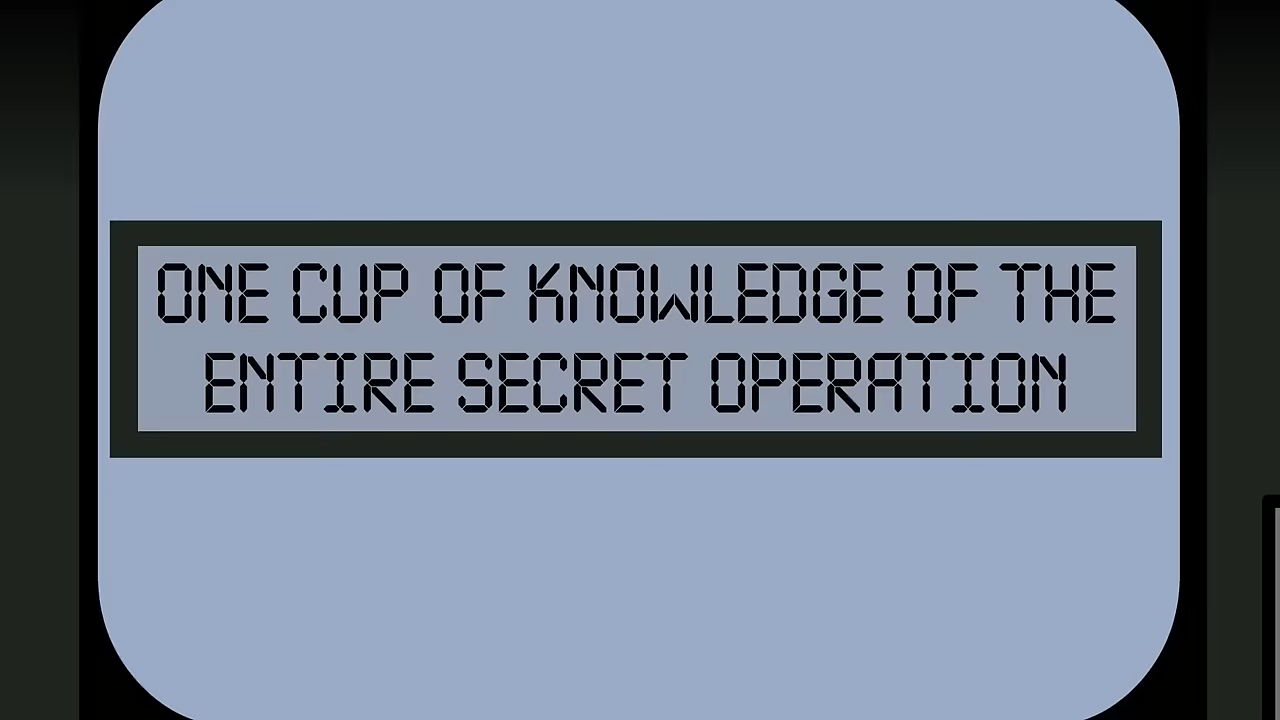 ONE CUP OF KNOWLEDGE OF THE
ENTIRE SECRET OPERATION